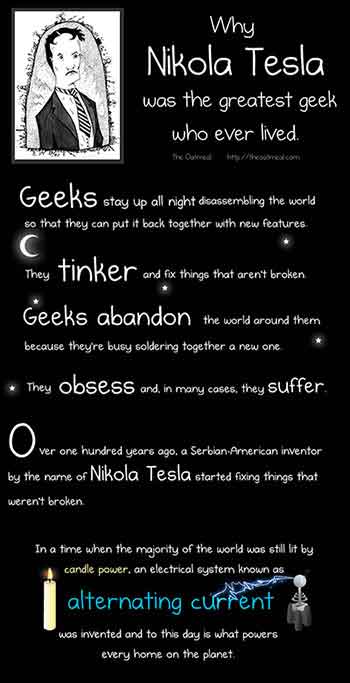 Why
Nikola Tesla
was the greatest geek
who ever lived.
The Oatmeal http://theoatmeal.com
Geeks stay up all night disassembling the world
so that they can put it back together with new features.
They tinker and fix things that aren't broken.
Geeks abandon the world around them
because they're busy soldering together a new one.
They obsess and, in many cases, they suffer.
Over one hundred years ago, a Serbian-American inventor
by the name of Nikola Tesla started fixing things that
weren't broken.
In a time when the majority of the world was still lit by
candle power, an electrical system known as
alternating current
was invented and to this day is what powers
every home on the planet.